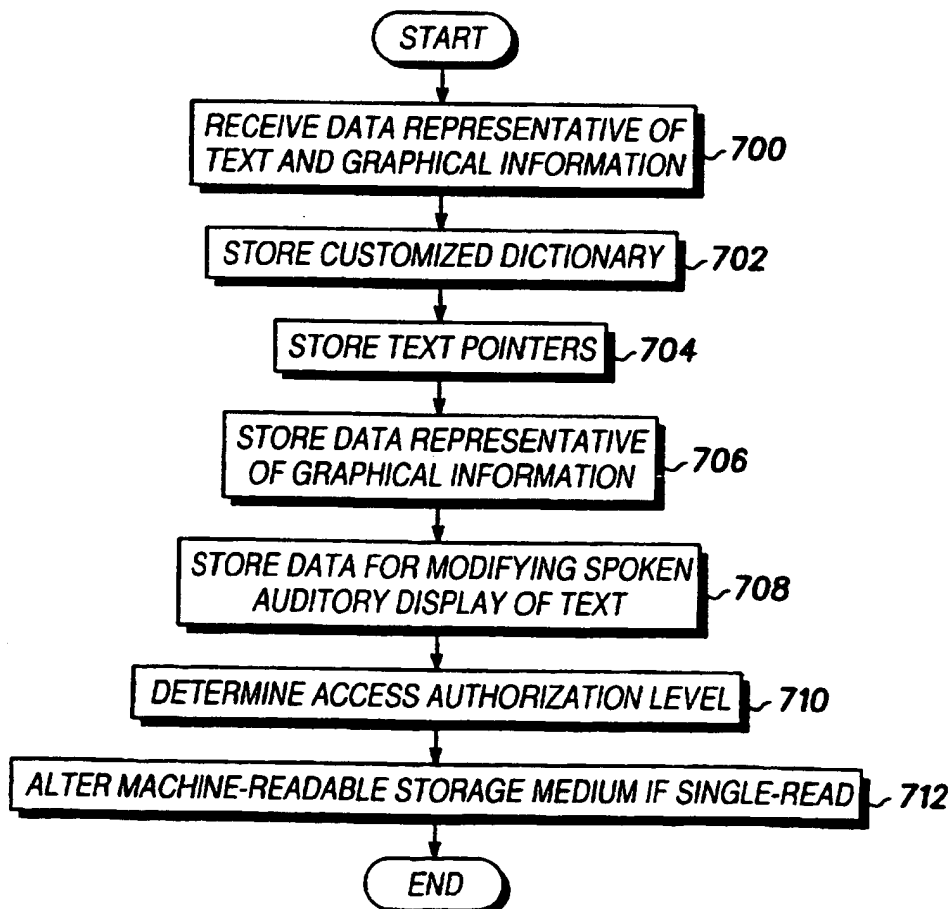 START
RECEIVE DATA REPRESENTATIVE OF
TEXT AND GRAPHICAL INFORMATION
700
STORE CUSTOMIZED DICTIONARY
702
STORE TEXT POINTERS
704
STORE DATA REPRESENTATIVE
OF GRAPHICAL INFORMATION
706
STORE DATA FOR MODIFYING SPOKEN
AUDITORY DISPLAY OF TEXT
708
DETERMINE ACCESS AUTHORIZATION LEVEL
710
ALTER MACHINE-READABLE STORAGE MEDIUM IF SINGLE-READ
712
END